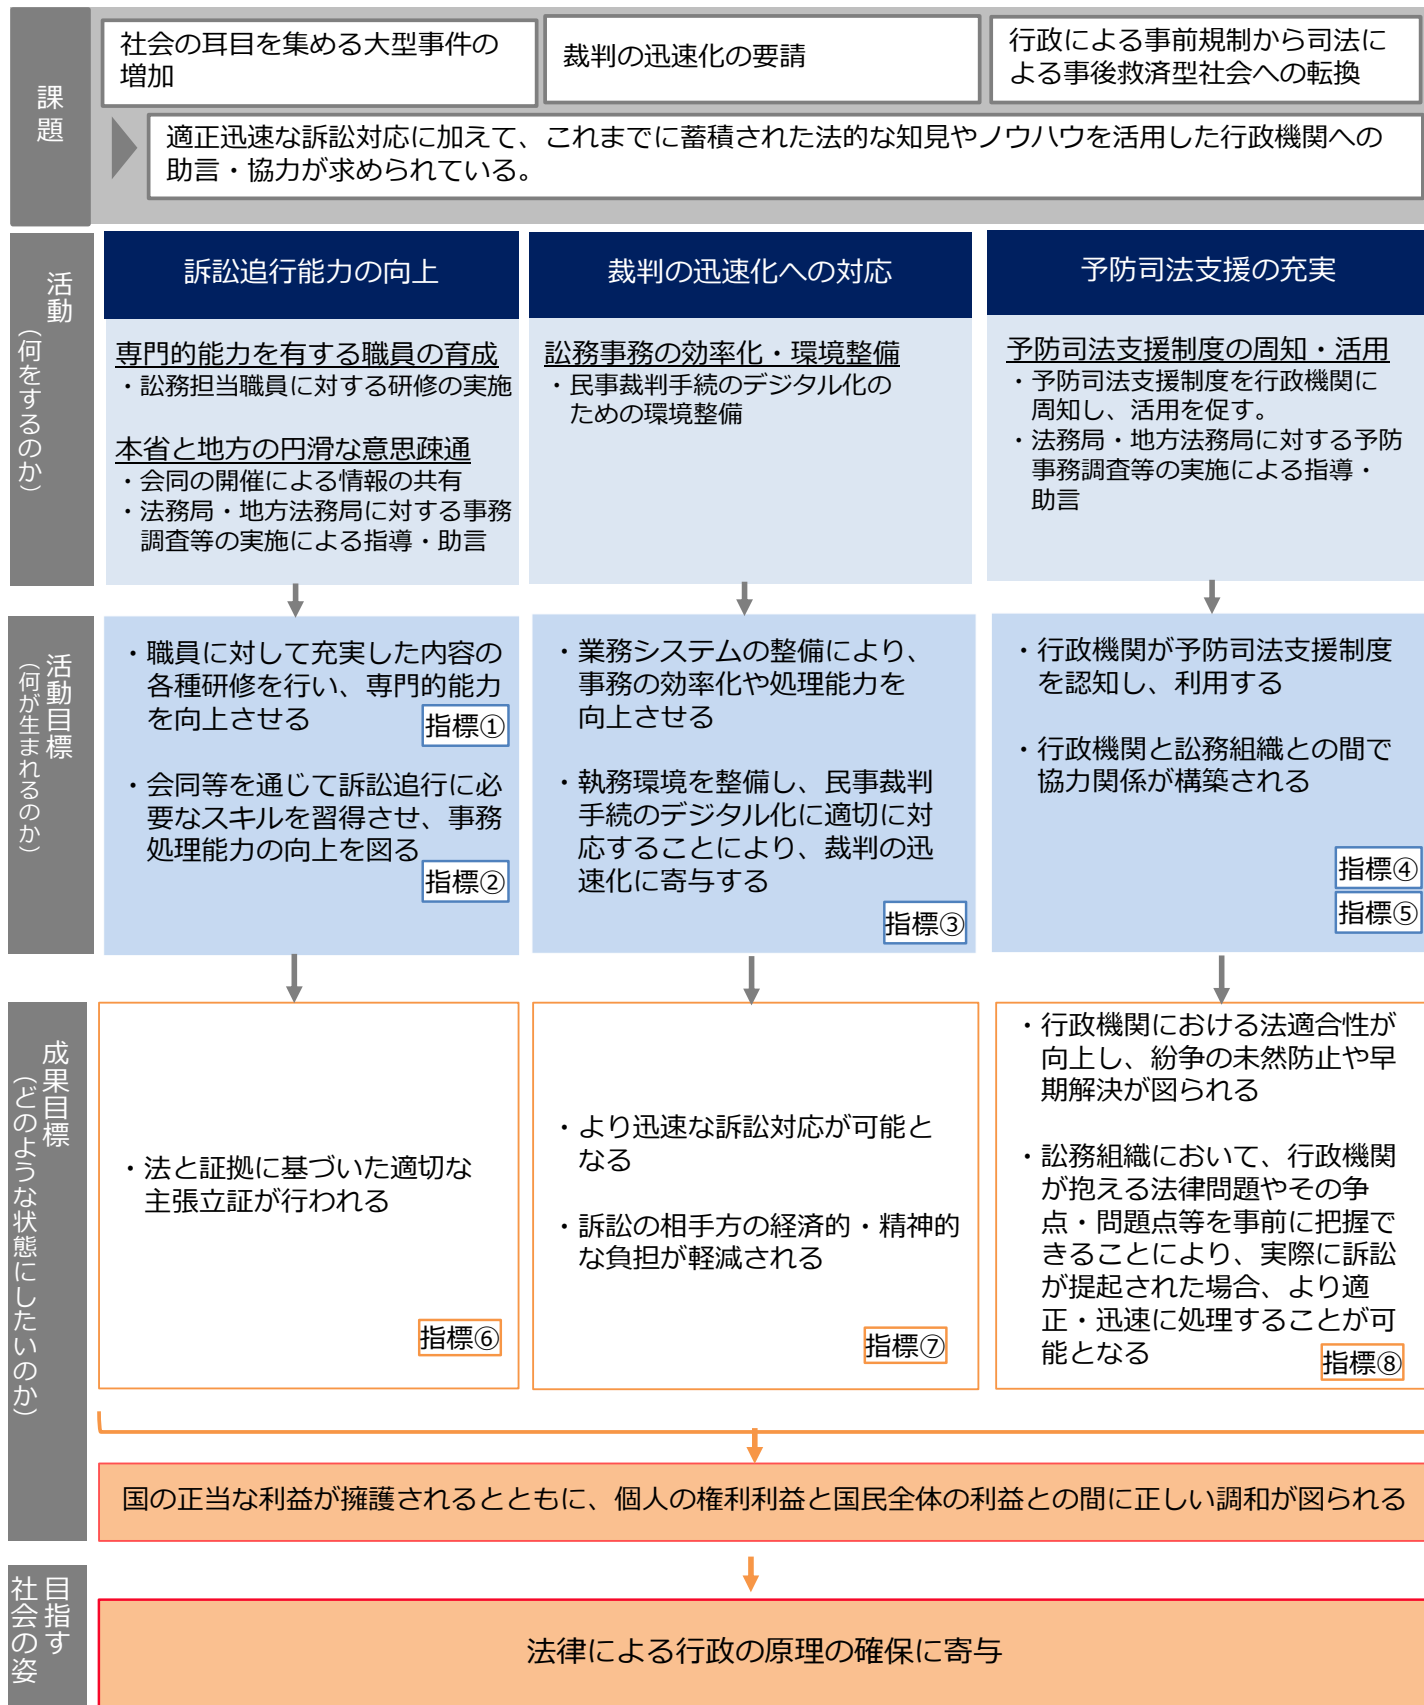 課題
社会の耳目を集める大型事件の
増加
裁判の迅速化の要請
行政による事前規制から司法に
よる事後救済型社会への転換
適正迅速な訴訟対応に加えて、これまでに蓄積された法的な知見やノウハウを活用した行政機関への
助言・協力が求められている。
活動
（何をするのか）
訴訟追行能力の向上
専門的能力を有する職員の育成
・訟務担当職員に対する研修の実施
本省と地方の円滑な意思疎通
・会同の開催による情報の共有
・法務局・地方法務局に対する事務
調査等の実施による指導・助言
裁判の迅速化への対応
訟務事務の効率化・環境整備
・民事裁判手続のデジタル化の
ための環境整備
予防司法支援の充実
予防司法支援制度の周知・活用
・予防司法支援制度を行政機関に
周知し、活用を促す。
・法務局・地方法務局に対する予防
事務調査等の実施による指導・
助言
活動目標
（何が生まれるのか）
・職員に対して充実した内容の
各種研修を行い、専門的能力
を向上させる
指標①
・会同等を通じて訴訟追行に必
要なスキルを習得させ、事務
処理能力の向上を図る
指標②
・業務システムの整備により、
事務の効率化や処理能力を
向上させる
・執務環境を整備し、民事裁判
手続のデジタル化に適切に対
応することにより、裁判の迅
速化に寄与する
指標③
・行政機関が予防司法支援制度
を認知し、利用する
・行政機関と訟務組織との間で
協力関係が構築される
指標④
指標⑤
成果目標
（どのような状態にしたいのか）
・法と証拠に基づいた適切な
主張立証が行われる
指標⑥
・より迅速な訴訟対応が可能と
なる
・訴訟の相手方の経済的・精神的
な負担が軽減される
指標⑦
・行政機関における法適合性が
向上し、紛争の未然防止や早
期解決が図られる
・訟務組織において、行政機関
が抱える法律問題やその争
点・問題点等を事前に把握で
きることにより、実際に訴訟
が提起された場合、より適
正・迅速に処理することが可
能となる
指標⑧
国の正当な利益が擁護されるとともに、個人の権利利益と国民全体の利益との間に正しい調和が図られる
目指す
社会の姿
法律による行政の原理の確保に寄与